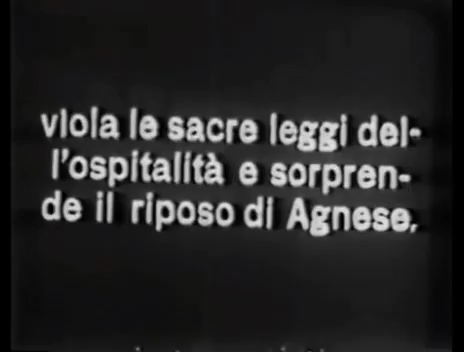 viola le sacre leggi del-
l'ospitalità e sorpren-
de il riposo di Agnese.